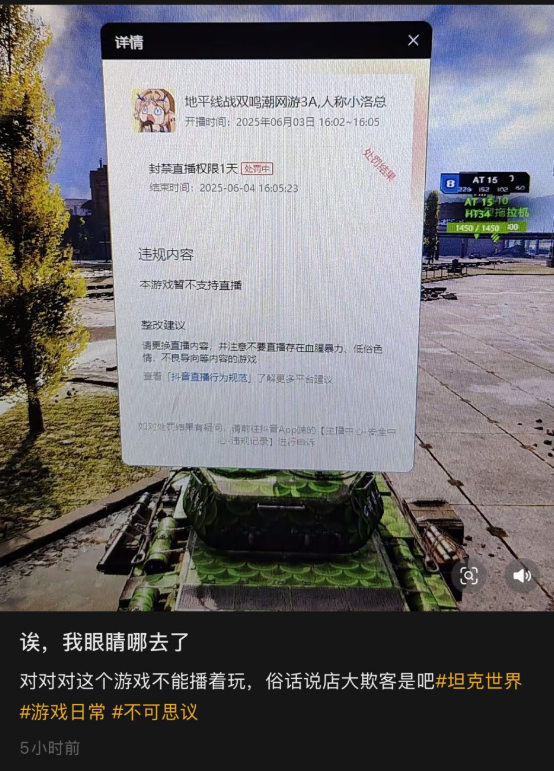 详情
地平线战双鸣潮网游3A,人称小洛总
开播时间：2025年06月03日 16:02~16:05
处罚结果
封禁直播权限1天 处罚中
结束时间：2025-06-04 16:05:23
违规内容
本游戏暂不支持直播
整改建议
请更换直播内容，并注意不要直播存在血腥暴力、低俗色
情、不良导向等内容的游戏
查看「抖音直播行为规范」了解更多平台建议
如对处罚结果有疑问，请前往抖音App端的【主播中心-安全中
心-违规记录】进行申诉
8 AT 15
AT 15
1450 / 1450
诶，我眼睛哪去了
对对对这个游戏不能播着玩，俗话说店大欺客是吧#坦克世界
#游戏日常 #不可思议
5小时前